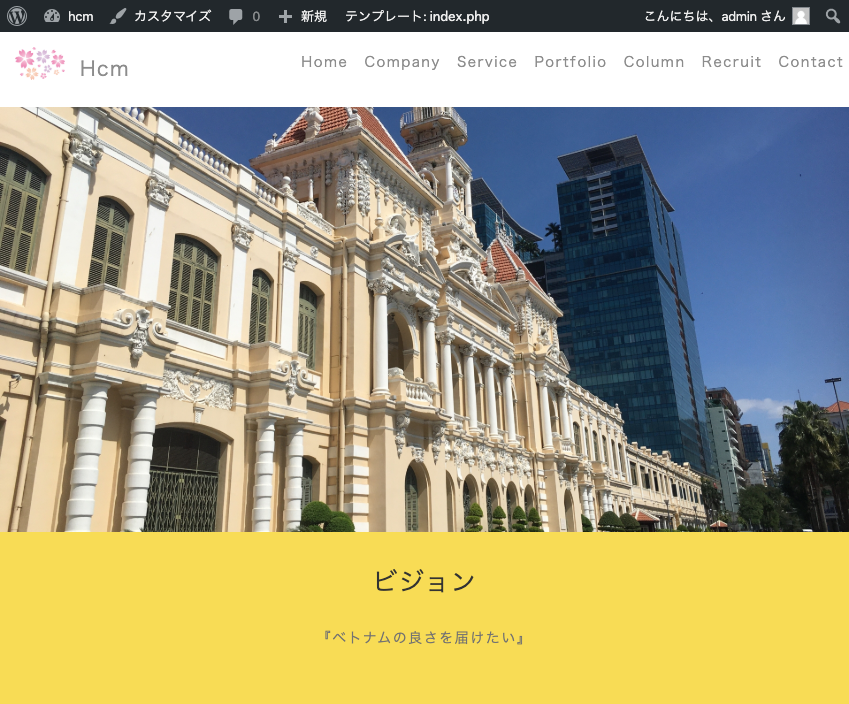 hcm カスタマイズ 0 新規 テンプレート: index.php こんにちは、admin さん
Hcm Home Company Service Portfolio Column Recruit Contact
ビジョン
『ベトナムの良さを届けたい』